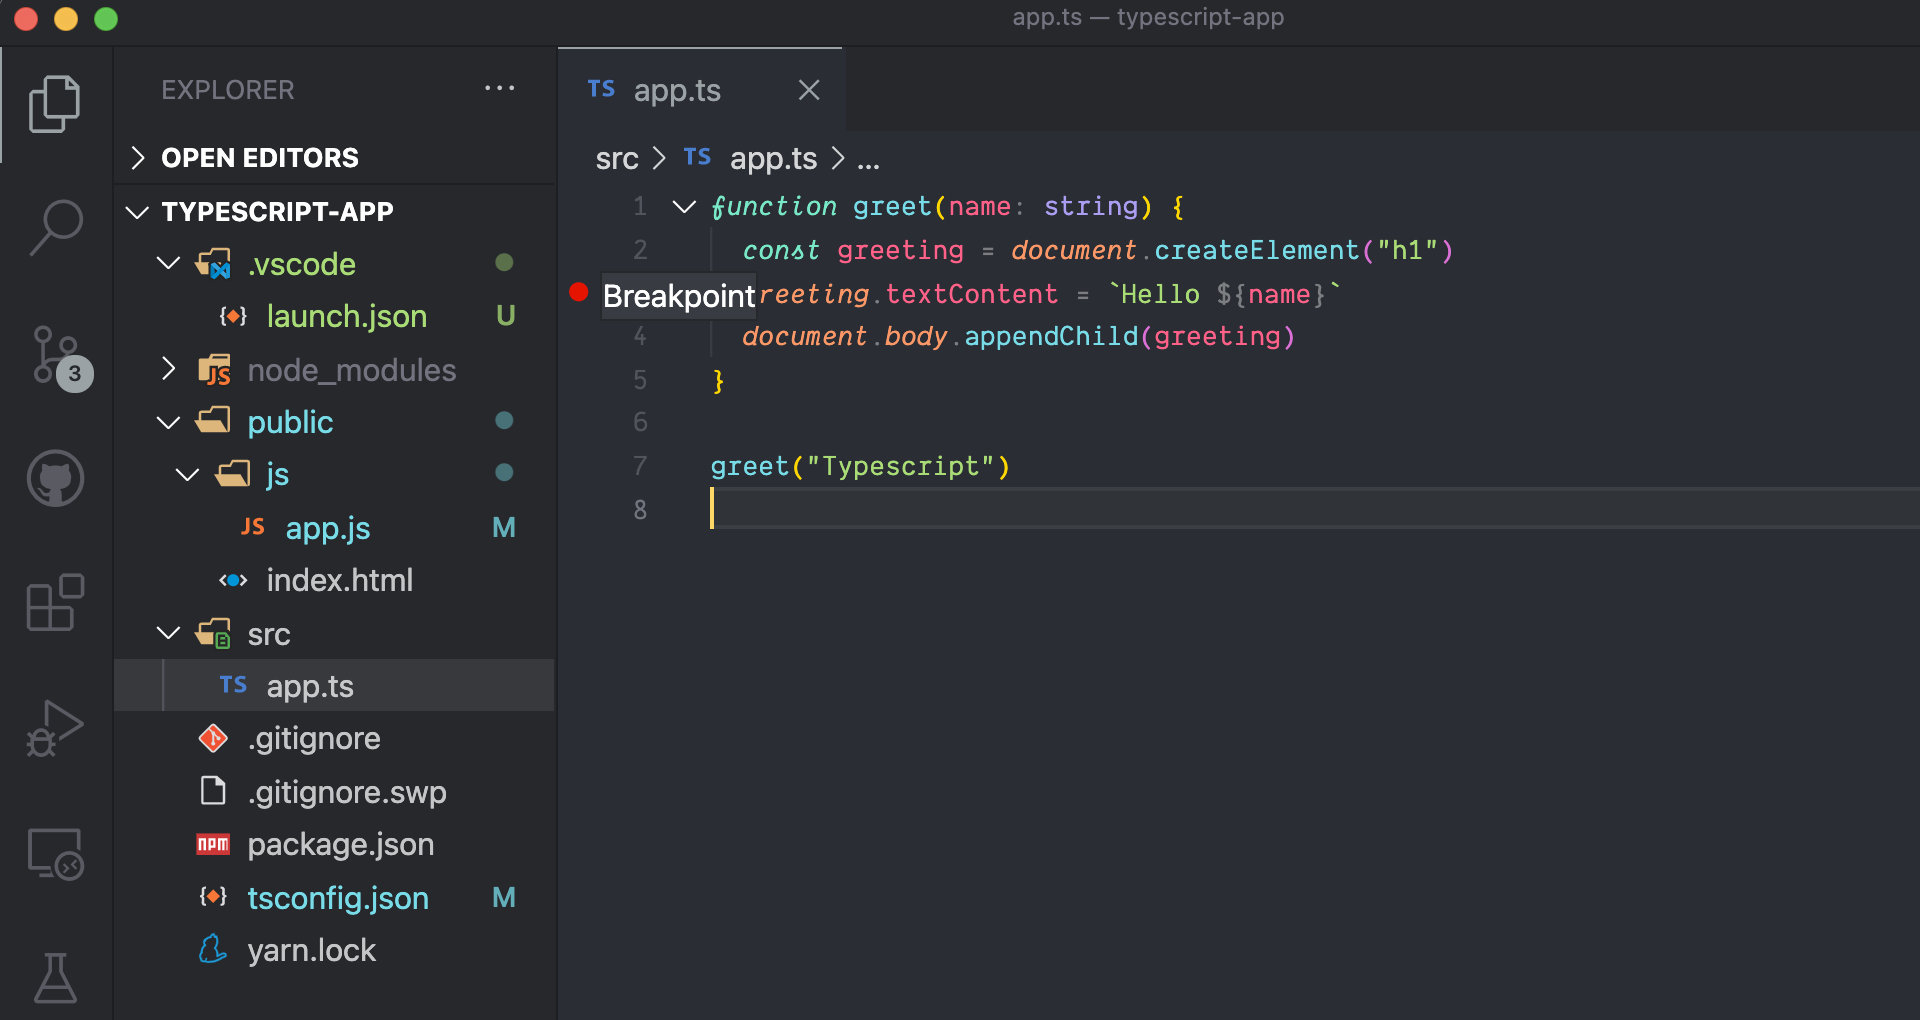 app.ts — typescript-app
EXPLORER ...
OPEN EDITORS
TYPESCRIPT-APP
.vscode
launch.json U
node_modules
public
js
JS app.js M
index.html
src
TS app.ts
.gitignore
.gitignore.swp
npm package.json
tsconfig.json M
yarn.lock
3
TS app.ts
src > TS app.ts > ...
1 function greet(name: string) {
2 const greeting = document.createElement("h1")
Breakpoint reeting.textContent = `Hello ${name}`
4 document.body.appendChild(greeting)
5 }
6
7 greet("Typescript")
8